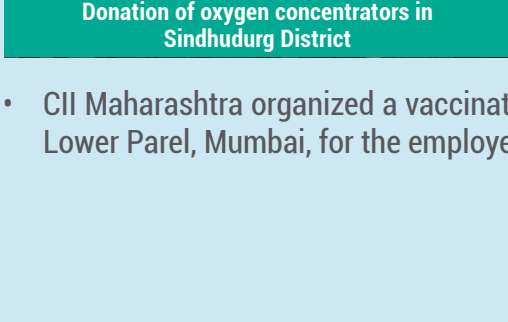 Donation of oxygen concentrators in
Sindhudurg District
• CII Maharashtra organized a vaccinat
Lower Parel, Mumbai, for the employe